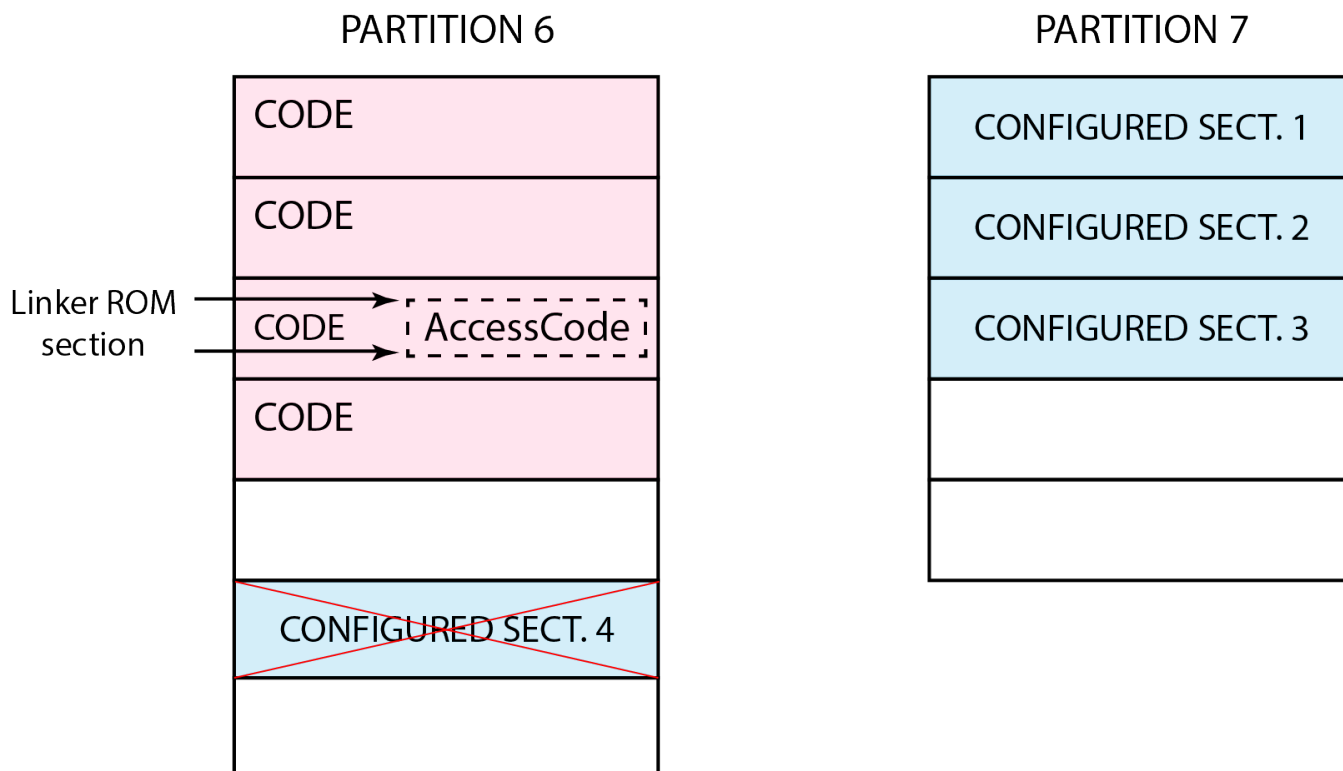 PARTITION 6
PARTITION 7
CODE
CODE
Linker ROM
section
CODE
AccessCode
CODE
CONFIGURED SECT. 4
CONFIGURED SECT. 1
CONFIGURED SECT. 2
CONFIGURED SECT. 3